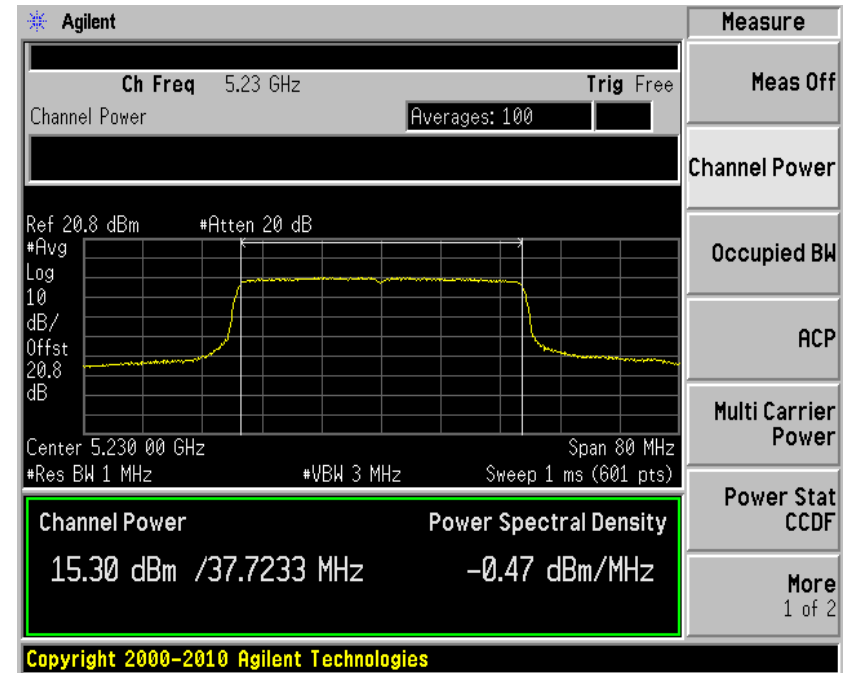 Agilent
Measure
Ch Freq 5.23 GHz Trig Free
Meas Off
Channel Power Averages: 100
Channel Power
Ref 20.8 dBm #Atten 20 dB
#Avg
Log
10
dB/
Offst
20.8
dB
Occupied BW
ACP
Center 5.230 00 GHz Span 80 MHz
#Res BW 1 MHz #VBW 3 MHz Sweep 1 ms (601 pts)
Multi Carrier
Power
Channel Power Power Spectral Density
15.30 dBm /37.7233 MHz -0.47 dBm/MHz
Power Stat
CCDF
More
1 of 2
Copyright 2000-2010 Agilent Technologies